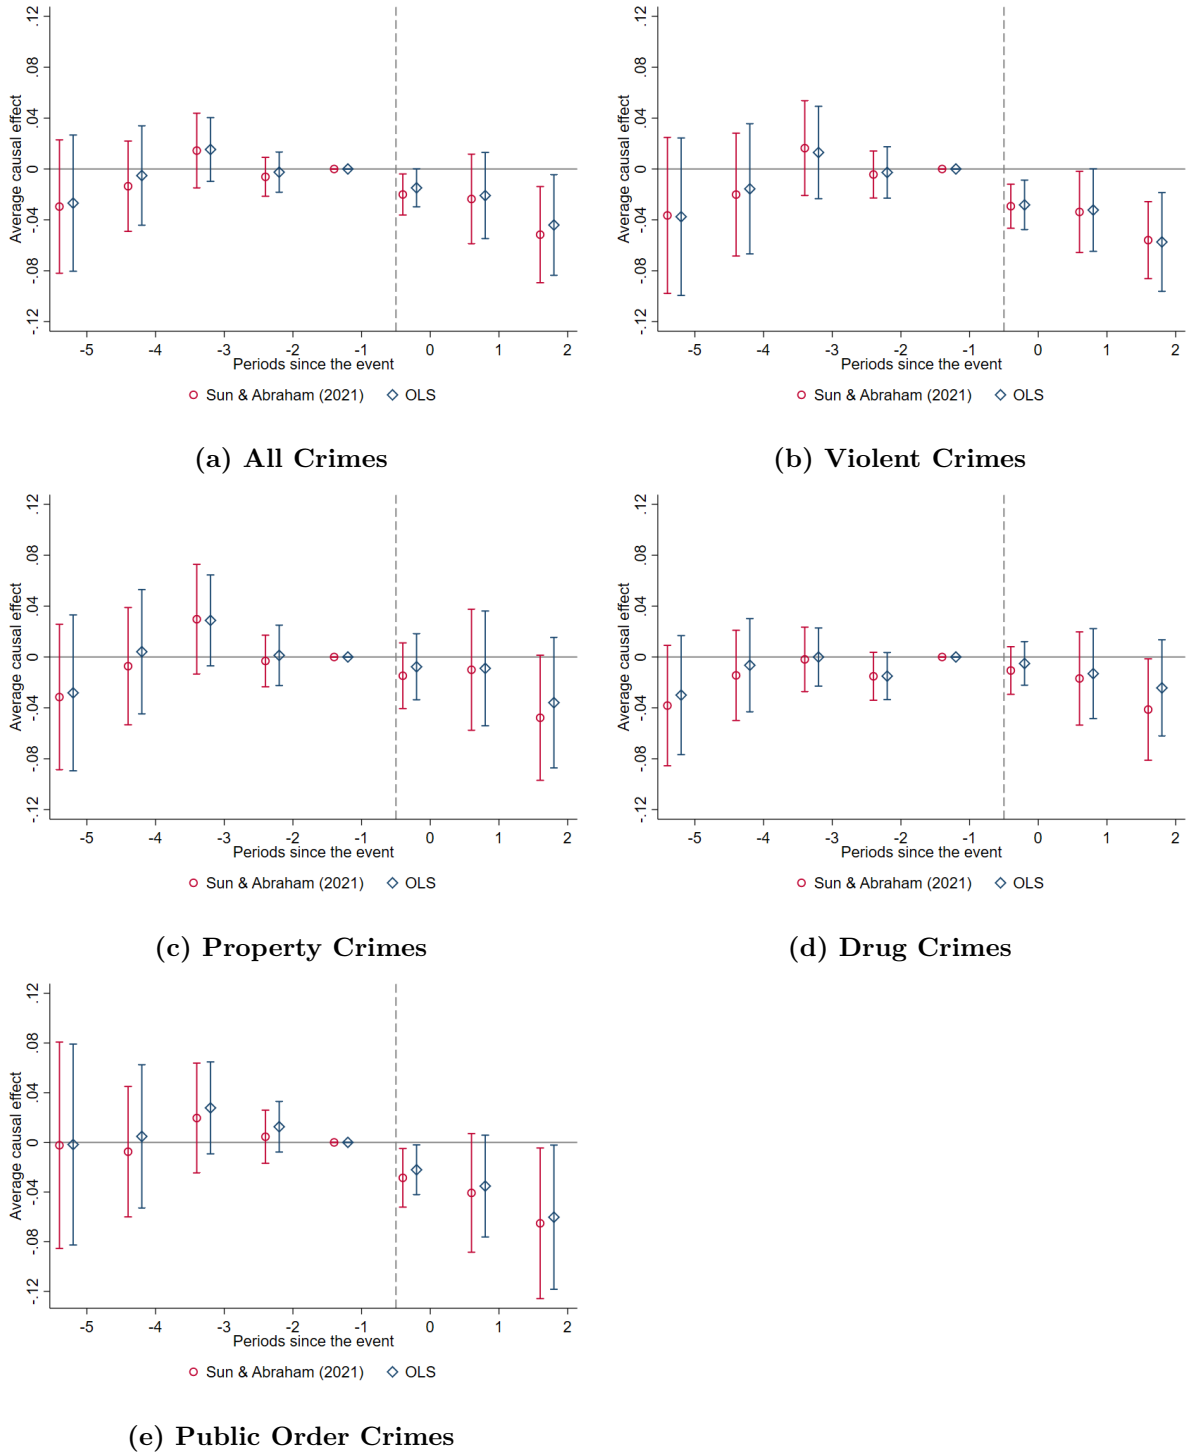 .12
.08
.04
0
-.04
-.08
-.12
Average causal effect
-5 -4 -3 -2 -1 0 1 2
Periods since the event
Sun & Abraham (2021) OLS
(a) All Crimes
.12
.08
.04
0
-.04
-.08
-.12
Average causal effect
-5 -4 -3 -2 -1 0 1 2
Periods since the event
Sun & Abraham (2021) OLS
(b) Violent Crimes
.12
.08
.04
0
-.04
-.08
-.12
Average causal effect
-5 -4 -3 -2 -1 0 1 2
Periods since the event
Sun & Abraham (2021) OLS
(c) Property Crimes
.12
.08
.04
0
-.04
-.08
-.12
Average causal effect
-5 -4 -3 -2 -1 0 1 2
Periods since the event
Sun & Abraham (2021) OLS
(d) Drug Crimes
.12
.08
.04
0
-.04
-.08
-.12
Average causal effect
-5 -4 -3 -2 -1 0 1 2
Periods since the event
Sun & Abraham (2021) OLS
(e) Public Order Crimes